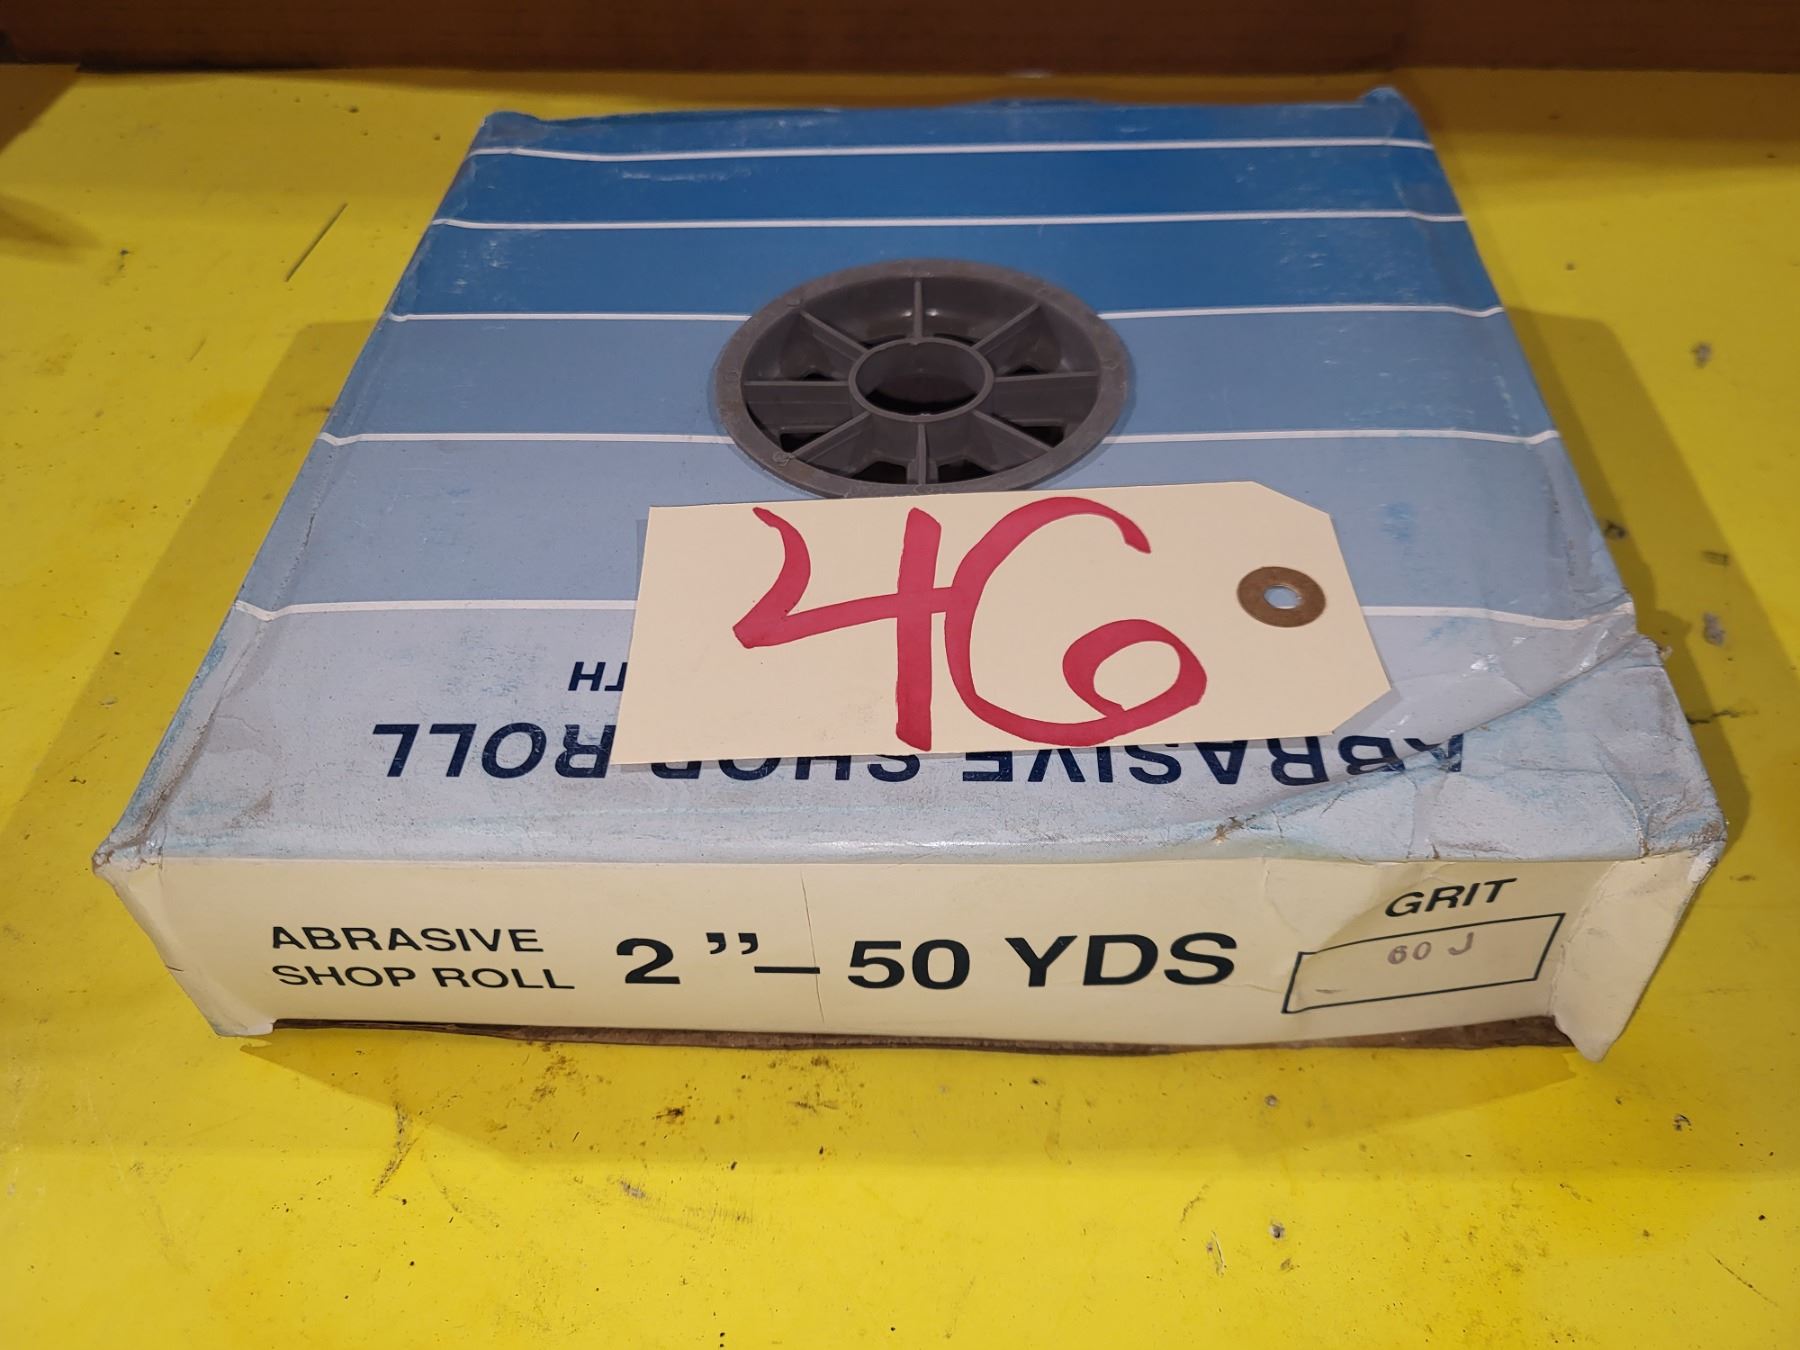 46
ABRASIVE SHOP ROLL
ABRASIVE
SHOP ROLL
2" – 50 YDS
GRIT
60 J